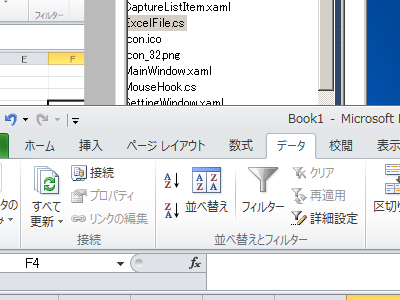 CaptureListItem.xaml
ExcelFile.cs
con.ico
con_32.png
MainWindow.xaml
MouseHook.cs
SettingWindow.xaml
フィルター
E F
Book1 - Microsoft
ホーム 挿入 ページ レイアウト 数式 データ 校閲 表示
すべて
更新
接続
プロパティ
リンクの編集
接続
並べ替え
フィルター
クリア
再適用
詳細設定
並べ替えとフィルター
区切り
F4
fx